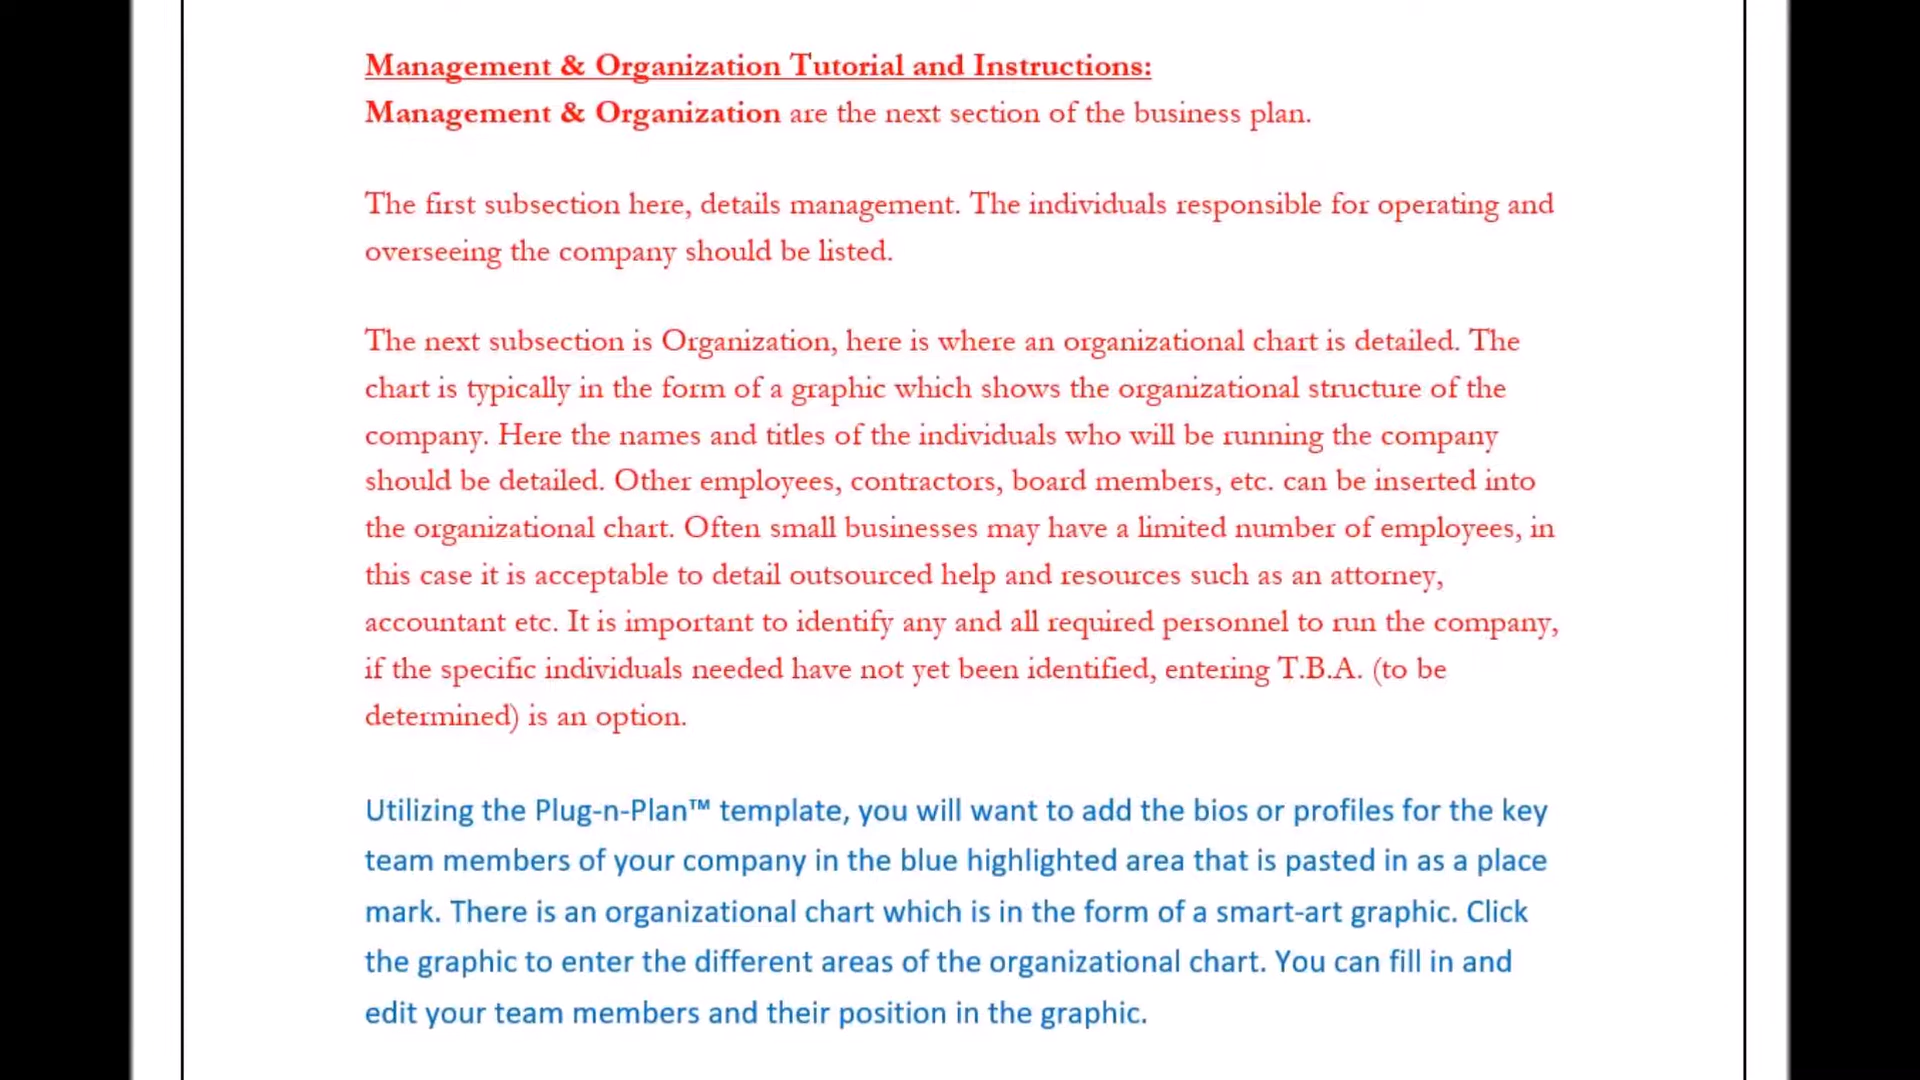 Management & Organization Tutorial and Instructions:
Management & Organization are the next section of the business plan.
The first subsection here, details management. The individuals responsible for operating and
overseeing the company should be listed.
The next subsection is Organization, here is where an organizational chart is detailed. The
chart is typically in the form of a graphic which shows the organizational structure of the
company. Here the names and titles of the individuals who will be running the company
should be detailed. Other employees, contractors, board members, etc. can be inserted into
the organizational chart. Often small businesses may have a limited number of employees, in
this case it is acceptable to detail outsourced help and resources such as an attorney,
accountant etc. It is important to identify any and all required personnel to run the company,
if the specific individuals needed have not yet been identified, entering T.B.A. (to be
determined) is an option.
Utilizing the Plug-n-Plan™ template, you will want to add the bios or profiles for the key
team members of your company in the blue highlighted area that is pasted in as a place
mark. There is an organizational chart which is in the form of a smart-art graphic. Click
the graphic to enter the different areas of the organizational chart. You can fill in and
edit your team members and their position in the graphic.